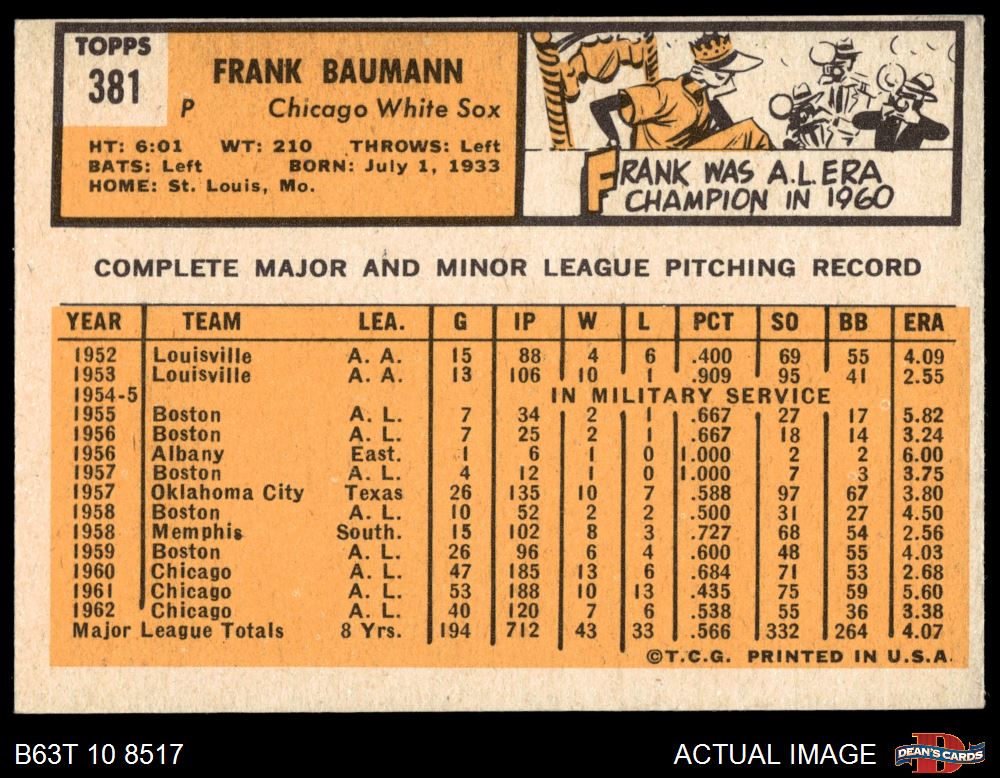 TOPPS
381
FRANK BAUMANN
P Chicago White Sox
HT: 6:01 WT: 210 THROWS: Left
BATS: Left BORN: July 1, 1933
HOME: St. Louis, Mo.
FRANK WAS A.L. ERA
CHAMPION IN 1960
COMPLETE MAJOR AND MINOR LEAGUE PITCHING RECORD
YEAR TEAM LEA. G IP W L PCT SO BB ERA
1952 Louisville A. A. 15 88 4 6 .400 69 55 4.09
1953 Louisville A. A. 13 106 10 1 .909 95 41 2.55
1954-5 IN MILITARY SERVICE
1955 Boston A. L. 7 34 2 1 .667 27 17 5.82
1956 Boston A. L. 7 25 2 1 .667 18 14 3.24
1956 Albany East. 1 6 1 0 1.000 2 2 6.00
1957 Boston A. L. 4 12 1 0 1.000 7 3 3.75
1957 Oklahoma City Texas 26 135 10 7 .588 97 67 3.80
1958 Boston A. L. 10 52 2 2 .500 31 27 4.50
1958 Memphis South. 15 102 8 3 .727 68 54 2.56
1959 Boston A. L. 26 96 6 4 .600 48 55 4.03
1960 Chicago A. L. 47 185 13 6 .684 71 53 2.68
1961 Chicago A. L. 53 188 10 13 .435 75 59 5.60
1962 Chicago A. L. 40 120 7 6 .538 55 36 3.38
Major League Totals 8 Yrs. 194 712 43 33 .566 332 264 4.07
©T.C.G. PRINTED IN U.S.A.
B63T 10 8517 ACTUAL IMAGE DEAN'S CARDS